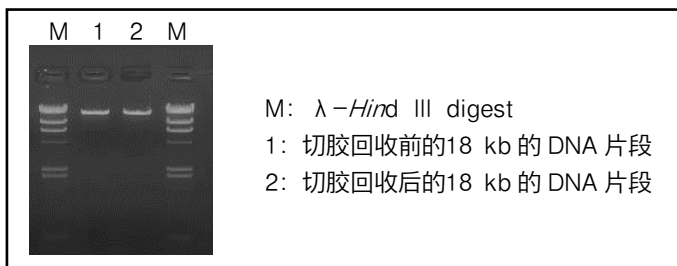 M 1 2 M
M: λ-Hind III digest
1: 切胶回收前的18 kb 的 DNA 片段
2: 切胶回收后的18 kb 的 DNA 片段